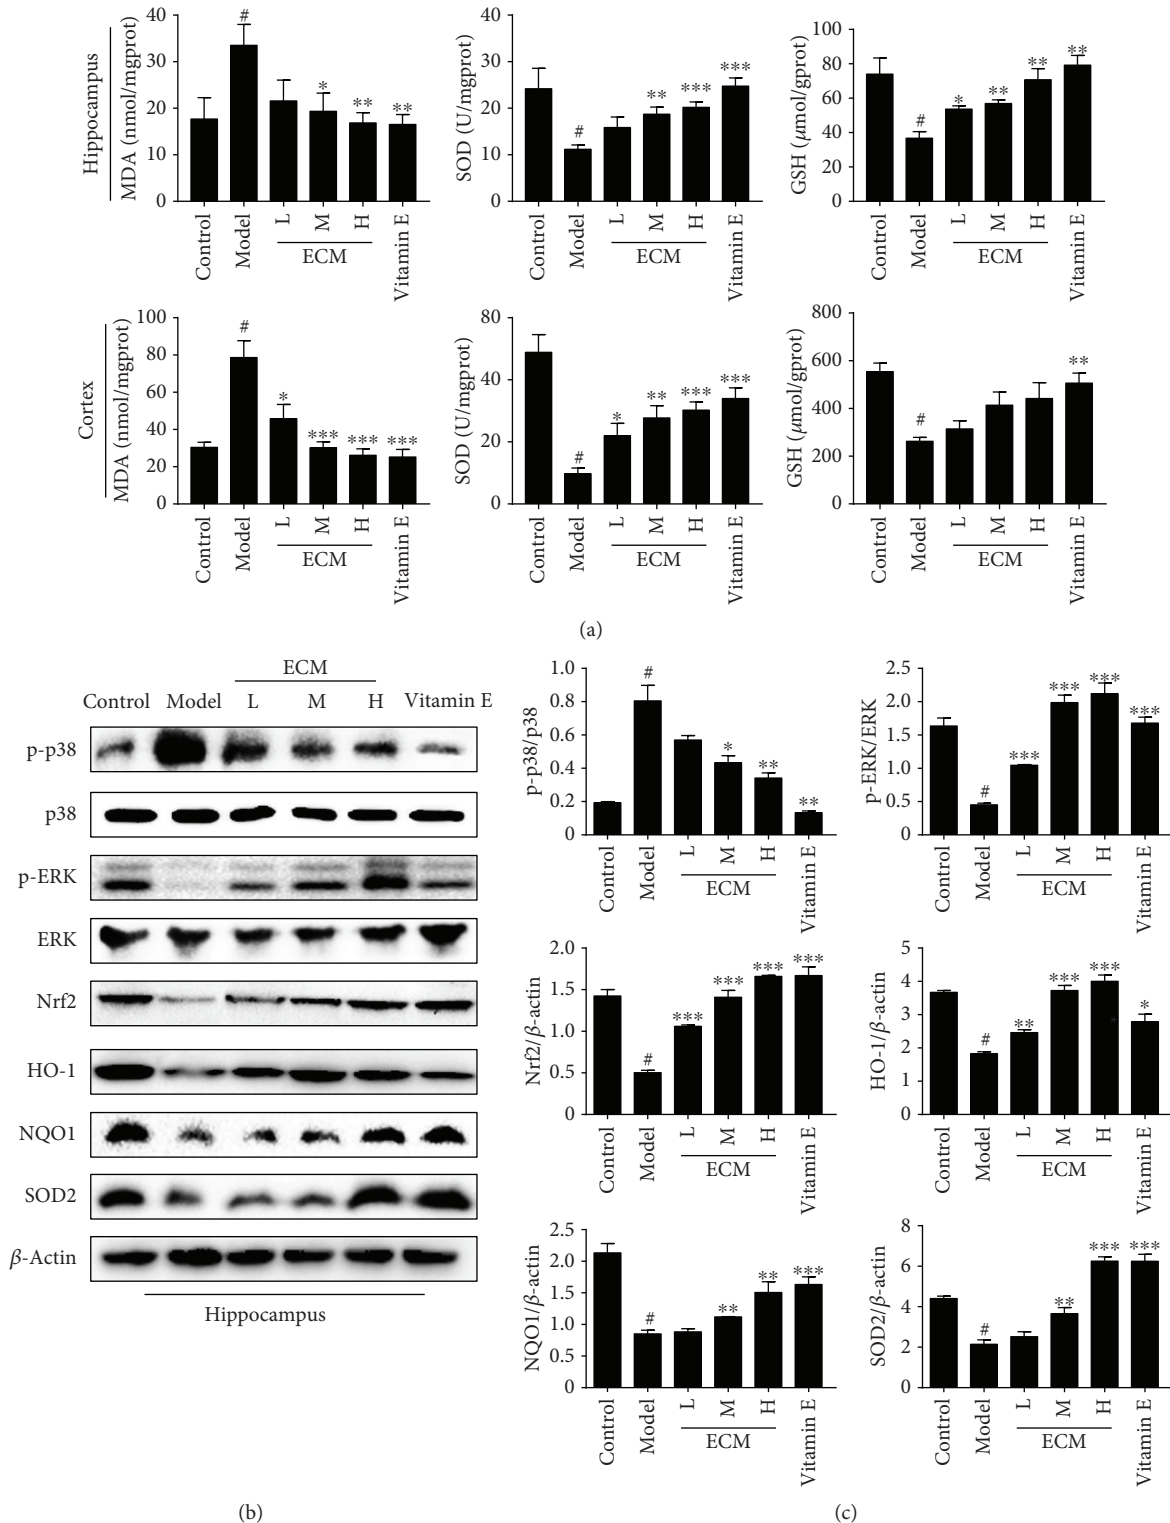 Hippocampus
MDA (nmol/mgprot)
40
30
20
10
0
#
*
**
**
Control
Model
L
M
H
Vitamin E
ECM
SOD (U/mgprot)
40
30
20
10
0
#
**
***
***
Control
Model
L
M
H
Vitamin E
ECM
GSH (μmol/gprot)
80
60
40
20
0
#
*
**
**
**
Control
Model
L
M
H
Vitamin E
ECM
Cortex
MDA (nmol/mgprot)
100
80
60
40
20
0
#
*
***
***
***
Control
Model
L
M
H
Vitamin E
ECM
SOD (U/mgprot)
80
40
20
0
#
*
**
***
***
Control
Model
L
M
H
Vitamin E
ECM
GSH (μmol/gprot)
800
600
400
200
0
#
**
Control
Model
L
M
H
Vitamin E
ECM
(a)
ECM
Control Model L M H Vitamin E
p-p38
p38
p-ERK
ERK
Nrf2
HO-1
NQO1
SOD2
β-Actin
Hippocampus
(b)
p-p38/p38
1.0
0.8
0.6
0.4
0.2
0
#
*
**
**
Control
Model
L
M
H
Vitamin E
ECM
p-ERK/ERK
2.5
2.0
1.5
1.0
0.5
0
#
***
***
***
***
Control
Model
L
M
H
Vitamin E
ECM
Nrf2/β-actin
2.0
1.5
1.0
0.5
0
#
***
***
***
***
Control
Model
L
M
H
Vitamin E
ECM
HO-1/β-actin
5
4
3
2
1
0
#
**
***
***
*
Control
Model
L
M
H
Vitamin E
ECM
NQO1/β-actin
2.5
2.0
1.5
1.0
0.5
0
#
**
**
***
Control
Model
L
M
H
Vitamin E
ECM
SOD2/β-actin
8
6
4
2
0
#
**
***
***
Control
Model
L
M
H
Vitamin E
ECM
(c)